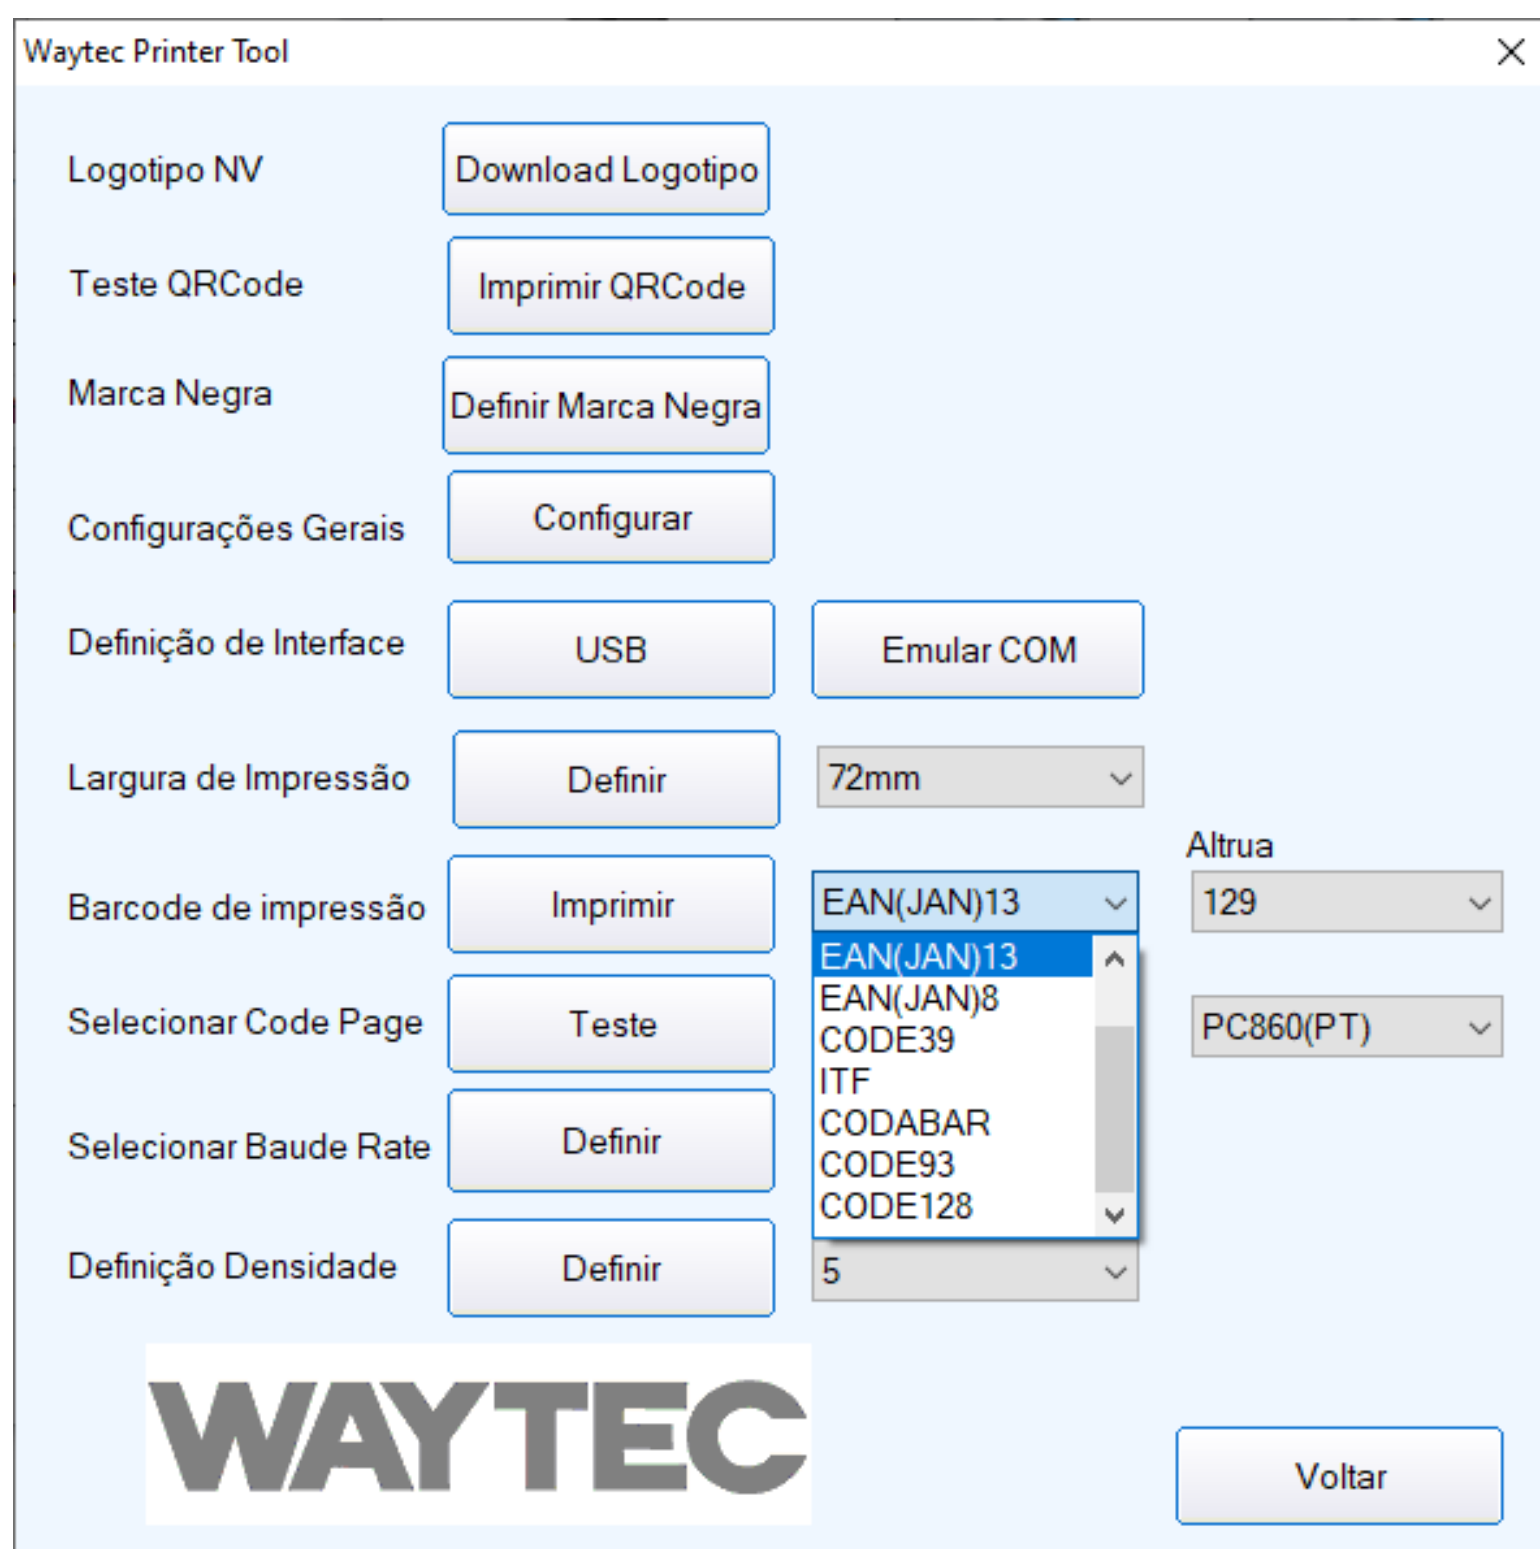 Waytec Printer Tool
Logotipo NV
Download Logotipo
Teste QRCode
Imprimir QRCode
Marca Negra
Definir Marca Negra
Configurações Gerais
Configurar
Definição de Interface
USB
Emular COM
Largura de Impressão
Definir
72mm
Altrua
Barcode de impressão
Imprimir
EAN(JAN)13
129
EAN(JAN)13
EAN(JAN)8
CODE39
ITF
CODABAR
CODE93
CODE128
Selecionar Code Page
Teste
PC860(PT)
Selecionar Baude Rate
Definir
Definição Densidade
Definir
5
WAYTEC
Voltar